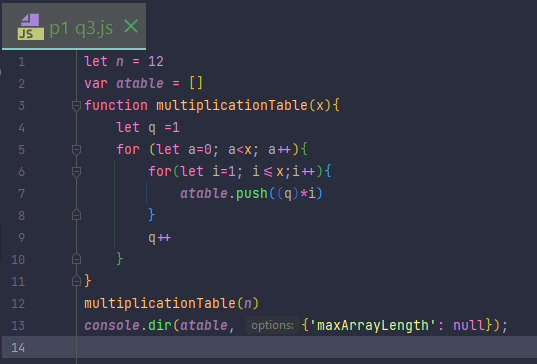 JS p1 q3.js
1 let n = 12
2 var atable = []
3 function multiplicationTable(x){
4 let q =1
5 for (let a=0; a<x; a++){
6 for(let i=1; i<=x;i++){
7 atable.push((q)*i)
8 }
9 q++
10 }
11 }
12 multiplicationTable(n)
13 console.dir(atable, options: {'maxArrayLength': null});
14